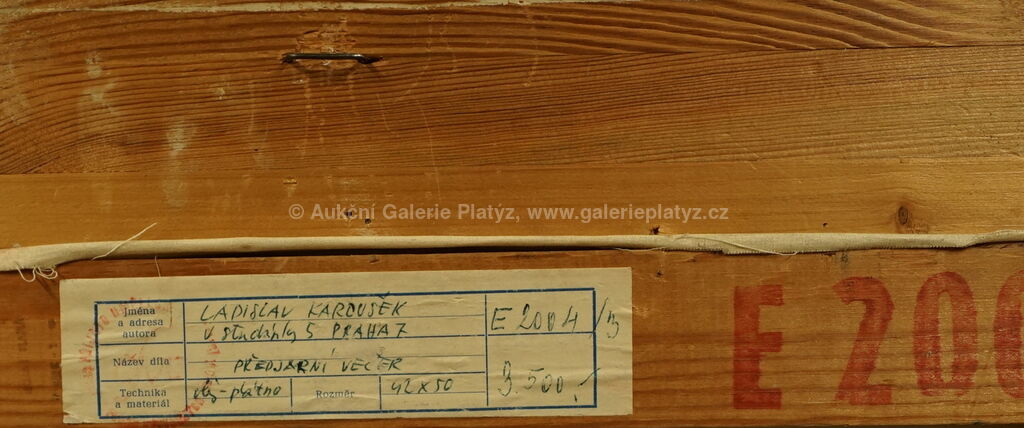 © Aukční Galerie Platýz, www.galerieplatyz.cz
Jména
a adresa
autora
LADISLAV KAROUŠEK
U studánky 5 PRAHA 7
E 2004/3
Název díla
PŘEDJARNÍ VEČER
Technika
a materiál
olej-plátno
Rozměr
42x50
3.500,-
E 200